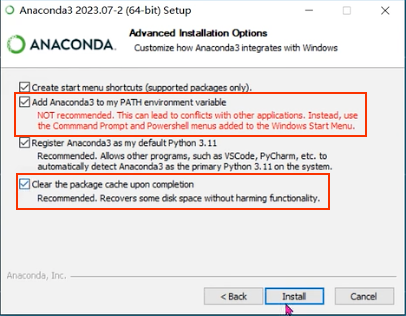 Anaconda3 2023.07-2 (64-bit) Setup
ANACONDA.
Advanced Installation Options
Customize how Anaconda3 integrates with Windows
Create start menu shortcuts (supported packages only).
Add Anaconda3 to my PATH environment variable
NOT recommended. This can lead to conflicts with other applications. Instead, use
the Commmand Prompt and Powershell menus added to the Windows Start Menu.
Register Anaconda3 as my default Python 3.11
Recommended. Allows other programs, such as VSCode, PyCharm, etc. to
automatically detect Anaconda3 as the primary Python 3.11 on the system.
Clear the package cache upon completion
Recommended. Recovers some disk space without harming functionality.
Anaconda, Inc.
< Back
Install
Cancel